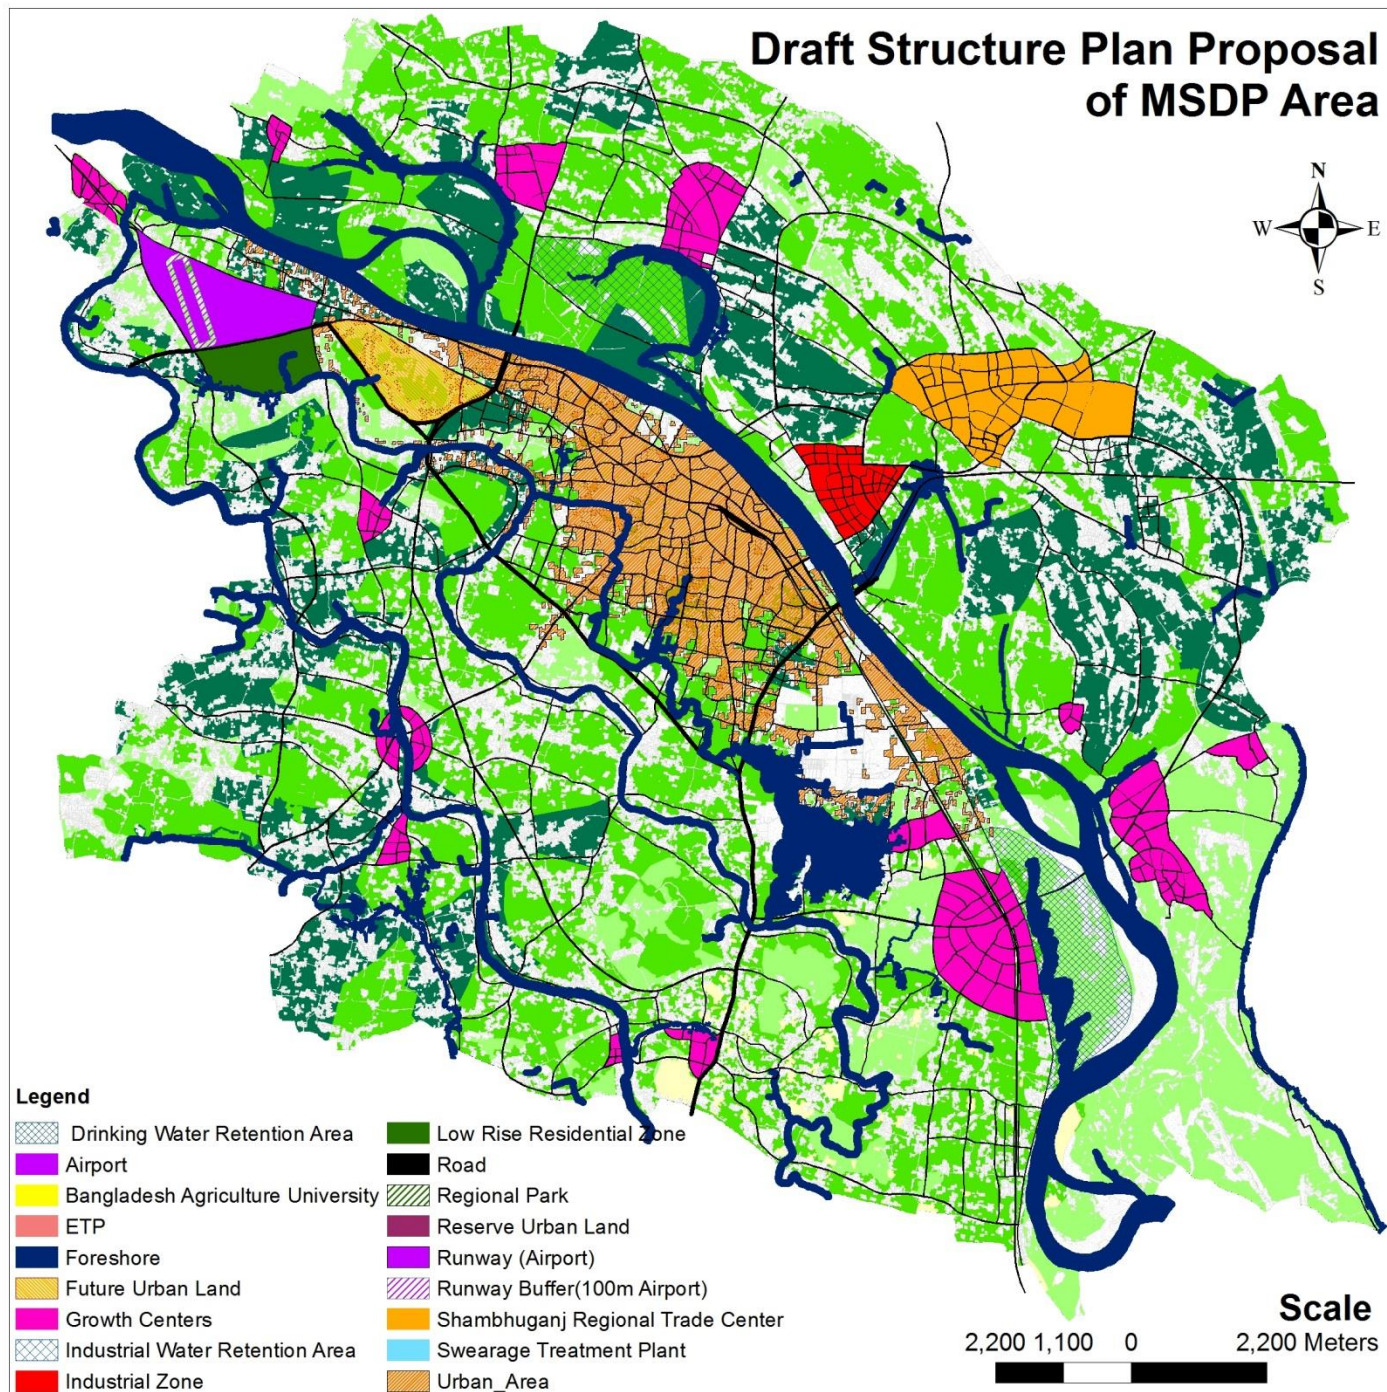 Draft Structure Plan Proposal
of MSDP Area
N
W E
S
Legend
Drinking Water Retention Area
Airport
Bangladesh Agriculture University
ETP
Foreshore
Future Urban Land
Growth Centers
Industrial Water Retention Area
Industrial Zone
Low Rise Residential Zone
Road
Regional Park
Reserve Urban Land
Runway (Airport)
Runway Buffer(100m Airport)
Shambhuganj Regional Trade Center
Swearage Treatment Plant
Urban_Area
Scale
2,200 1,100 0 2,200 Meters